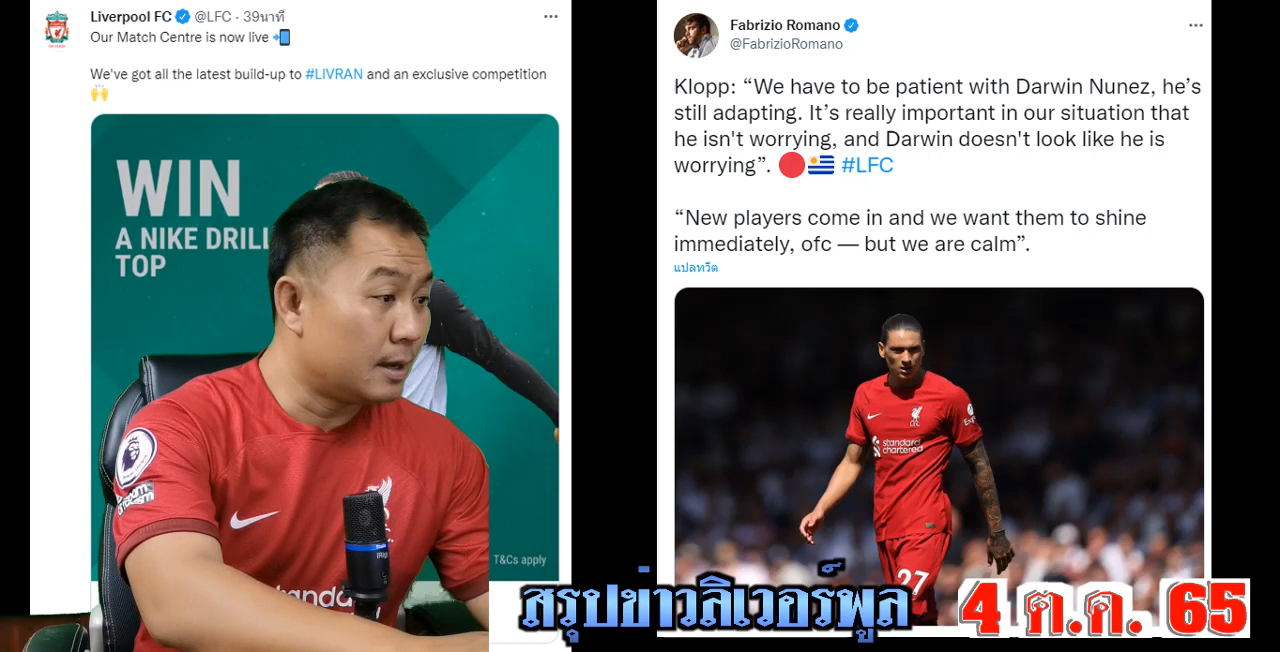 Liverpool FC @LFC · 39นาที
Our Match Centre is now live
We've got all the latest build-up to #LIVRAN and an exclusive competition
WIN
A NIKE DRILL
TOP
T&Cs apply
Fabrizio Romano
@FabrizioRomano
Klopp: “We have to be patient with Darwin Nunez, he’s
still adapting. It’s really important in our situation that
he isn't worrying, and Darwin doesn't look like he is
worrying”. #LFC
“New players come in and we want them to shine
immediately, ofc — but we are calm”.
แปลทวีต
standard
chartered
27
สรุปข่าวลิเวอร์พูล 4 ต.ค. 65